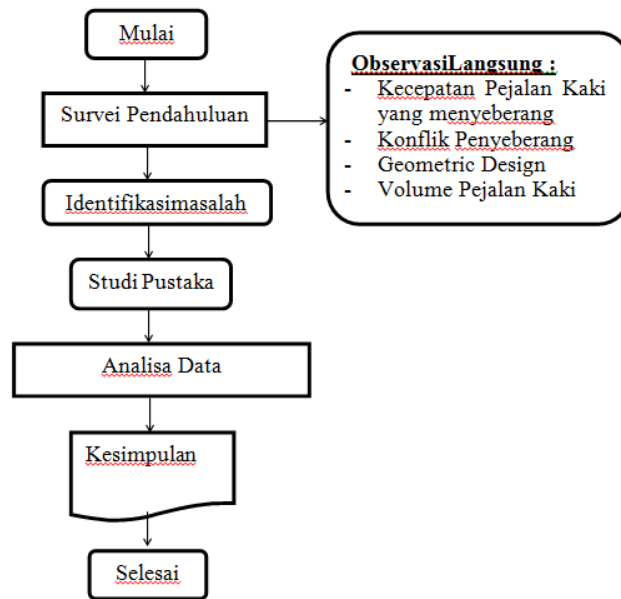 Mulai
Survei Pendahuluan
ObservasiLangsung :
- Kecepatan Pejalan Kaki
yang menyeberang
- Konflik Penyeberang
- Geometric Design
- Volume Pejalan Kaki
Identifikasimasalah
Studi Pustaka
Analisa Data
Kesimpulan
Selesai